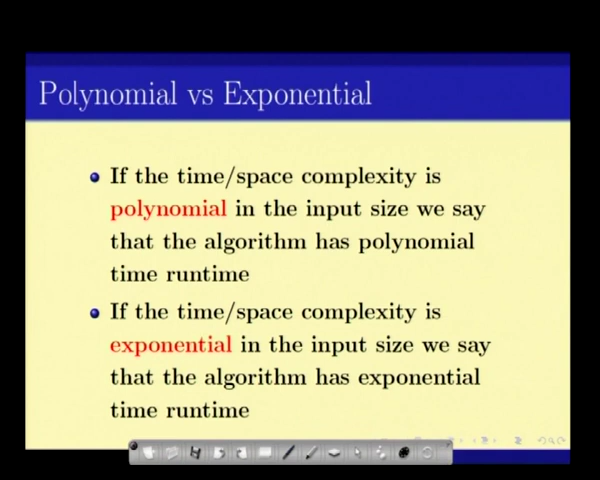 Polynomial vs Exponential
If the time/space complexity is
polynomial in the input size we say
that the algorithm has polynomial
time runtime
If the time/space complexity is
exponential in the input size we say
that the algorithm has exponential
time runtime